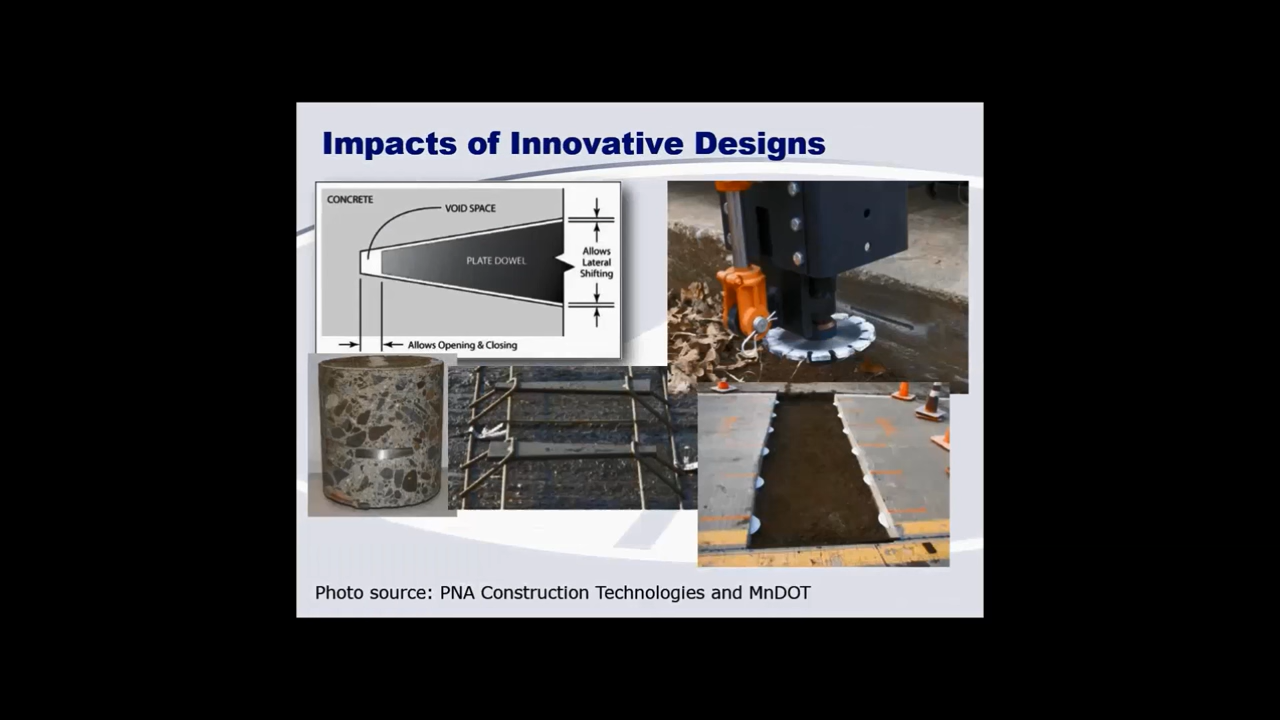 Impacts of Innovative Designs
CONCRETE
VOID SPACE
PLATE DOWEL
Allows
Lateral
Shifting
Allows Opening & Closing
Photo source: PNA Construction Technologies and MnDOT